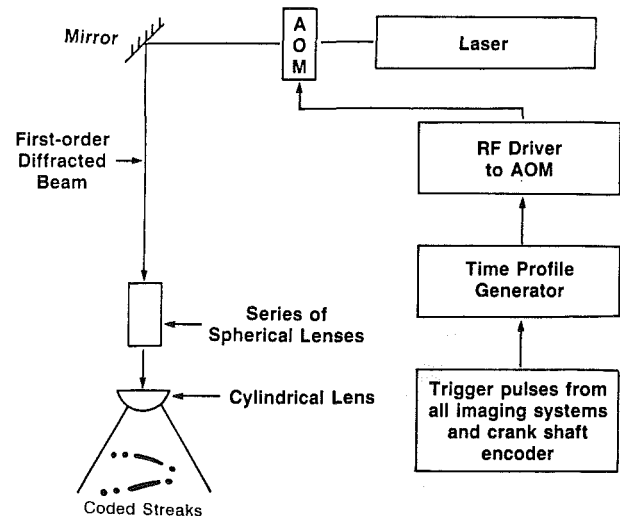 Mirror
A
O
M
Laser
First-order
Diffracted
Beam
RF Driver
to AOM
Time Profile
Generator
Series of
Spherical Lenses
Cylindrical Lens
Trigger pulses from
all imaging systems
and crank shaft
encoder
Coded Streaks